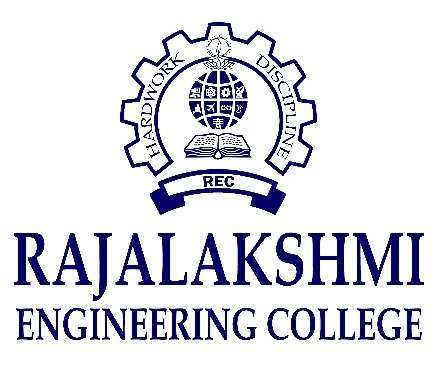 HARDWORK
DISCIPLINE
REC
RAJALAKSHMI
ENGINEERING COLLEGE